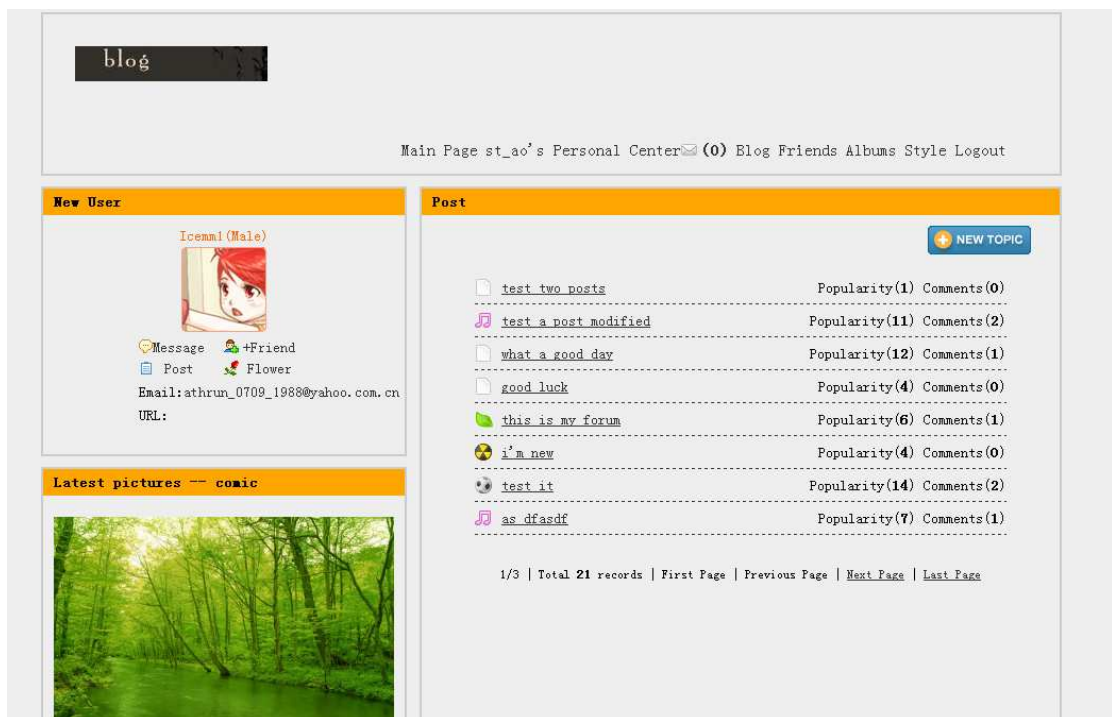 blog
Main Page st_ao's Personal Center (0) Blog Friends Albums Style Logout
New User
Icemm1(Male)
Message +Friend
Post Flower
Email:athrun_0709_1988@yahoo.com.cn
URL:
Latest pictures -- comic
Post
NEW TOPIC
test two posts Popularity(1) Comments(0)
test a post modified Popularity(11) Comments(2)
what a good day Popularity(12) Comments(1)
good luck Popularity(4) Comments(0)
this is my forum Popularity(6) Comments(1)
i'm new Popularity(4) Comments(0)
test it Popularity(14) Comments(2)
as dfasdf Popularity(7) Comments(1)
1/3 | Total 21 records | First Page | Previous Page | Next Page | Last Page